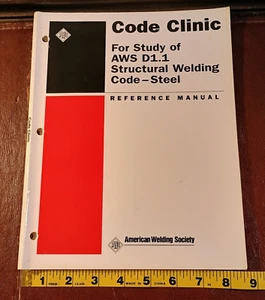 Code Clinic
For Study of
AWS D1.1
Structural Welding
Code–Steel
REFERENCE MANUAL
American Welding Society
1 2 3 4 5 6 7 8 9